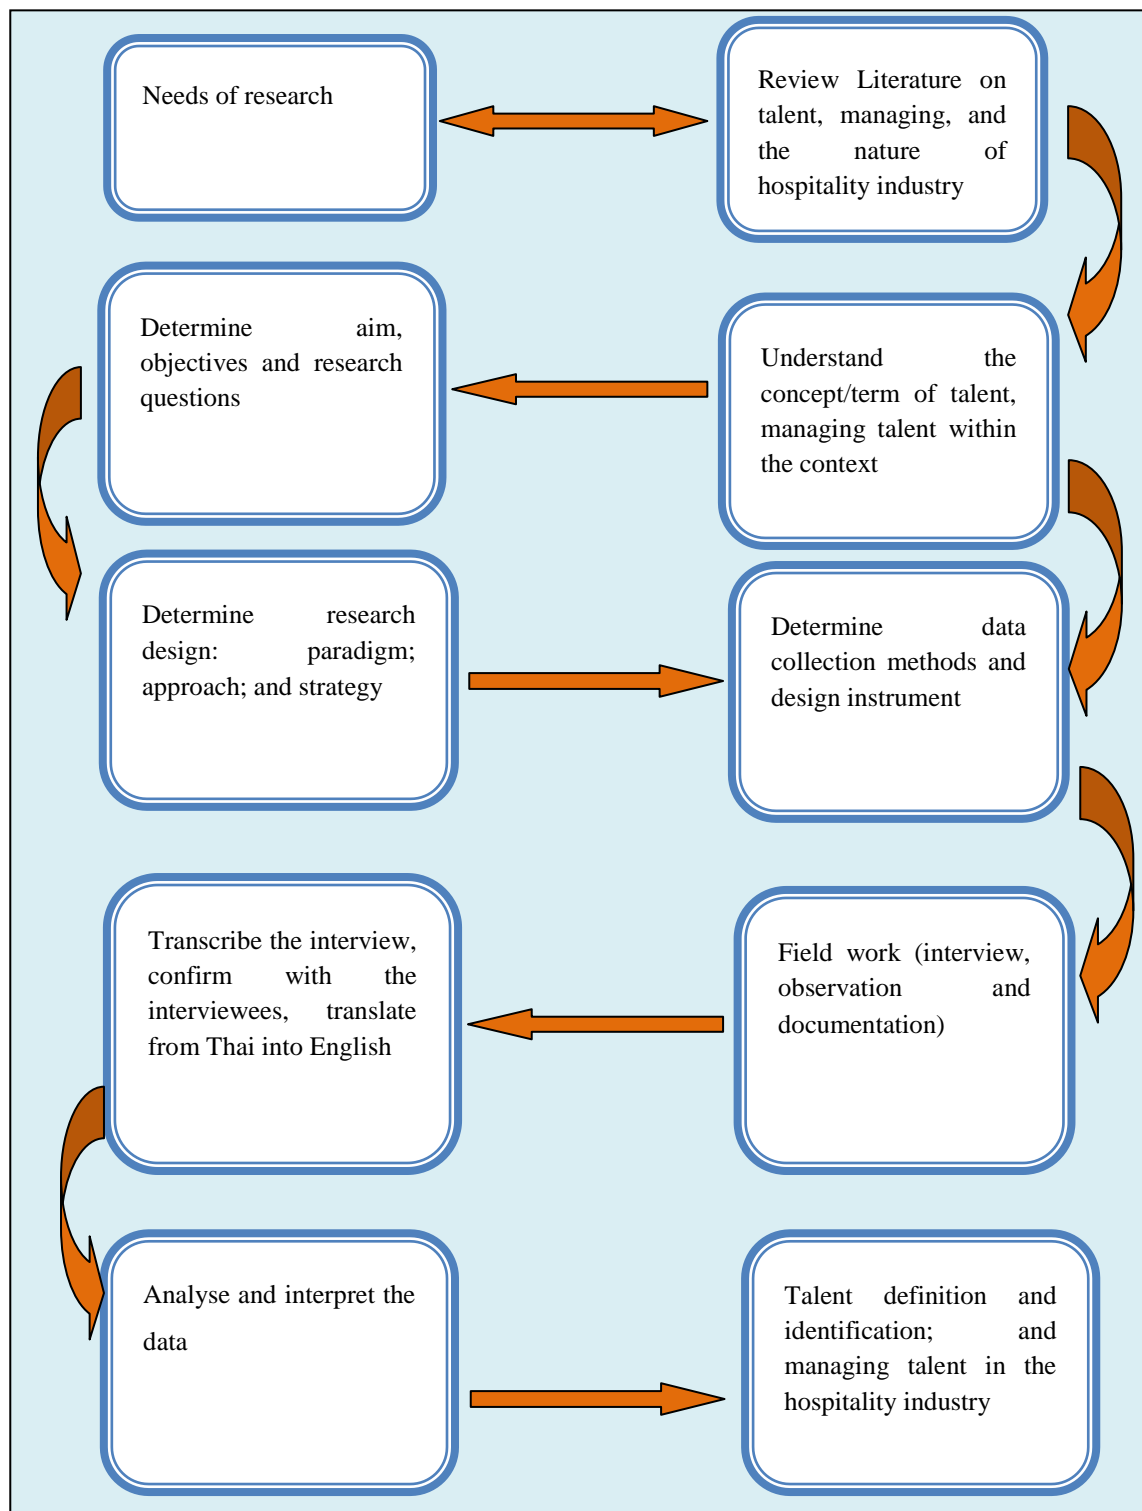 Needs of research
Review Literature on
talent, managing, and
the nature of
hospitality industry
Determine aim,
objectives and research
questions
Understand the
concept/term of talent,
managing talent within
the context
Determine research
design: paradigm;
approach; and strategy
Determine data
collection methods and
design instrument
Transcribe the interview,
confirm with the
interviewees, translate
from Thai into English
Field work (interview,
observation and
documentation)
Analyse and interpret the
data
Talent definition and
identification; and
managing talent in the
hospitality industry